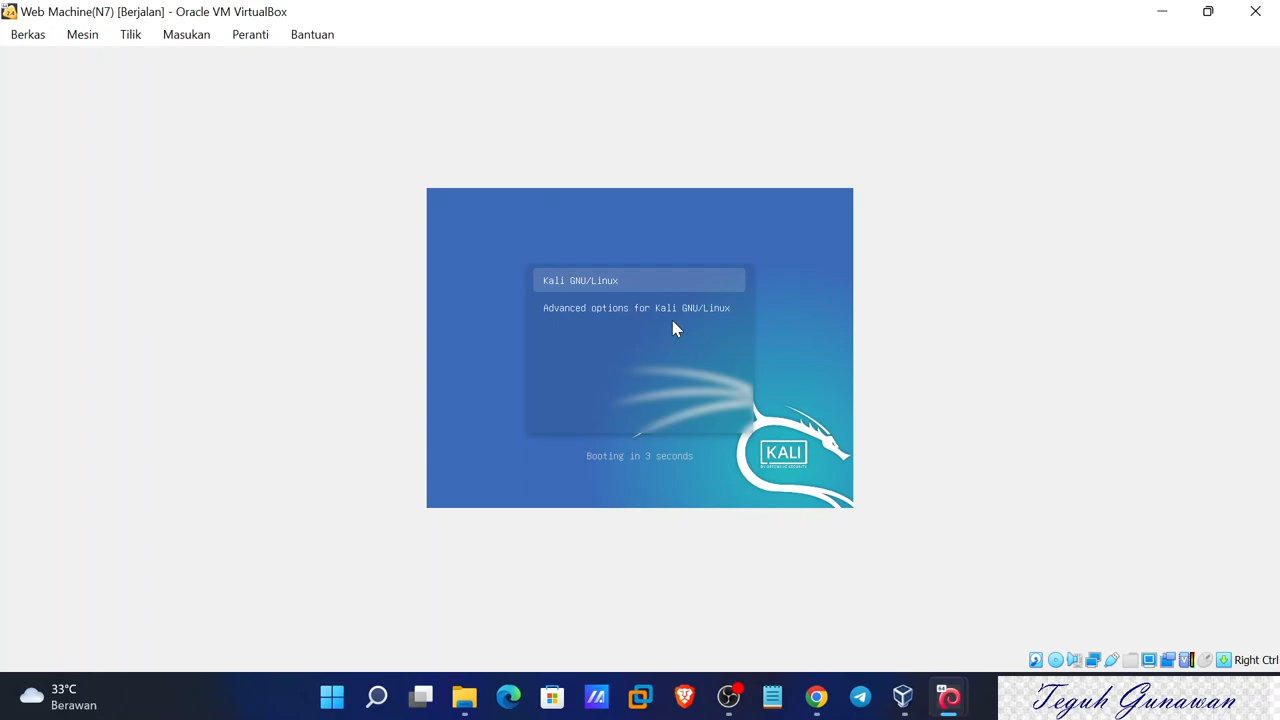 Web Machine(N7) [Berjalan] - Oracle VM VirtualBox
Berkas Mesin Tilik Masukan Peranti Bantuan
Kali GNU/Linux
Advanced options for Kali GNU/Linux
KALI
Booting in 3 seconds
Right Ctrl
33°C
Berawan
Teguh Gunawan